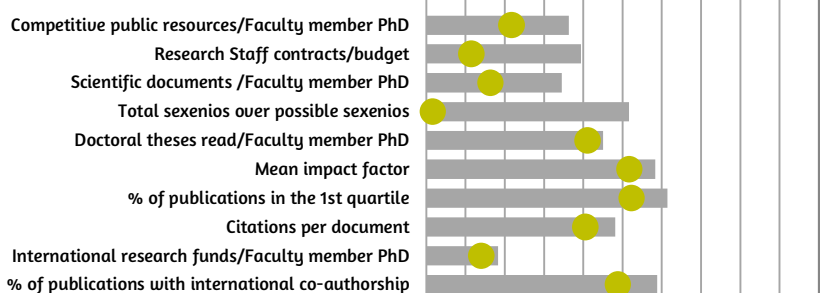 Competitive public resources/Faculty member PhD
Research Staff contracts/budget
Scientific documents /Faculty member PhD
Total sexenios over possible sexenios
Doctoral theses read/Faculty member PhD
Mean impact factor
% of publications in the 1st quartile
Citations per document
International research funds/Faculty member PhD
% of publications with international co-authorship